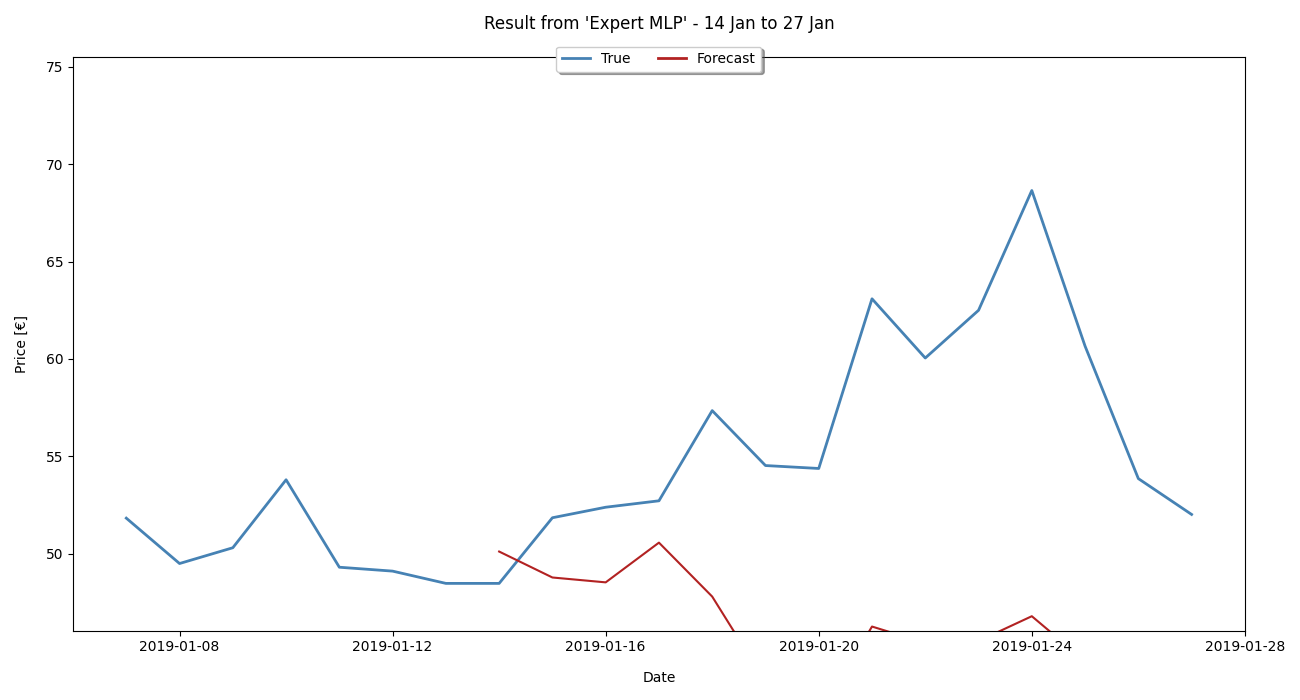 Result from 'Expert MLP' - 14 Jan to 27 Jan
True Forecast
75
70
65
60
55
50
Price [€]
2019-01-08 2019-01-12 2019-01-16 2019-01-20 2019-01-24 2019-01-28
Date